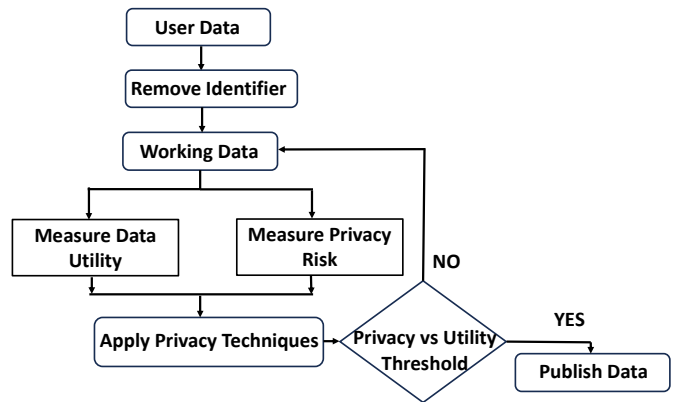 User Data
Remove Identifier
Working Data
Measure Data
Utility
Measure Privacy
Risk
NO
Apply Privacy Techniques
Privacy vs Utility
Threshold
YES
Publish Data